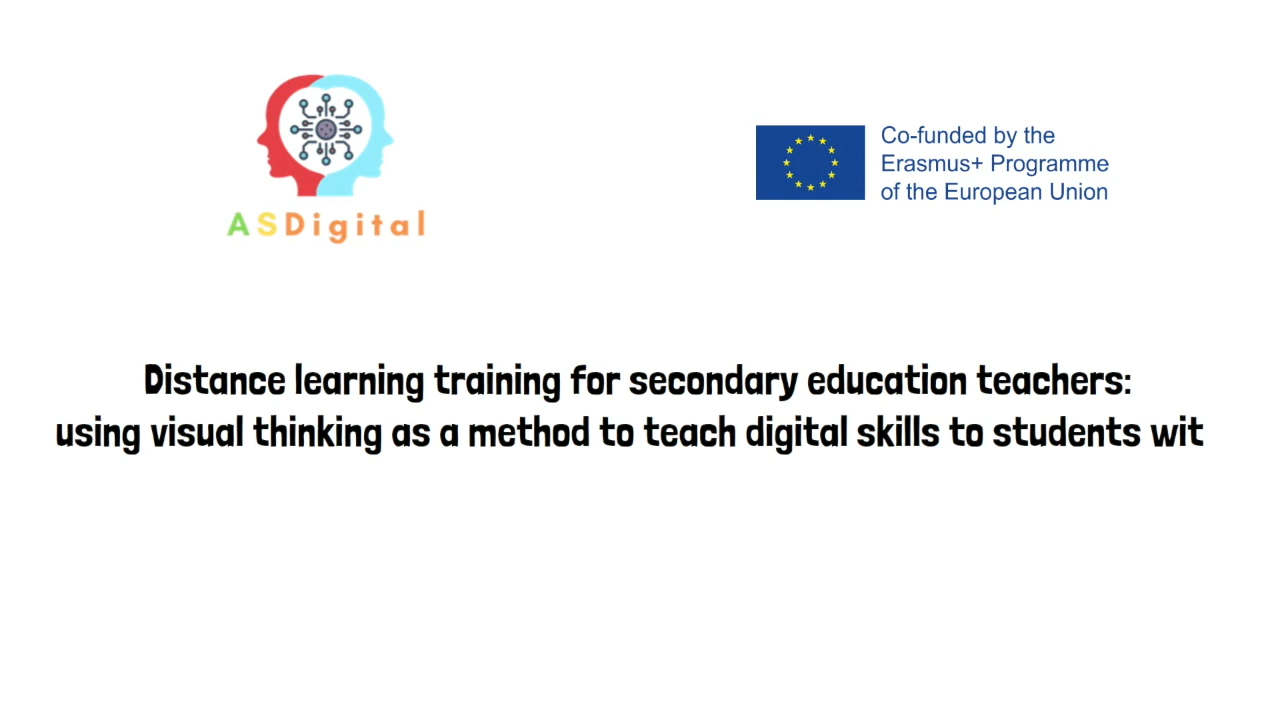 ASDigital
Co-funded by the
Erasmus+ Programme
of the European Union
Distance learning training for secondary education teachers:
using visual thinking as a method to teach digital skills to students wit